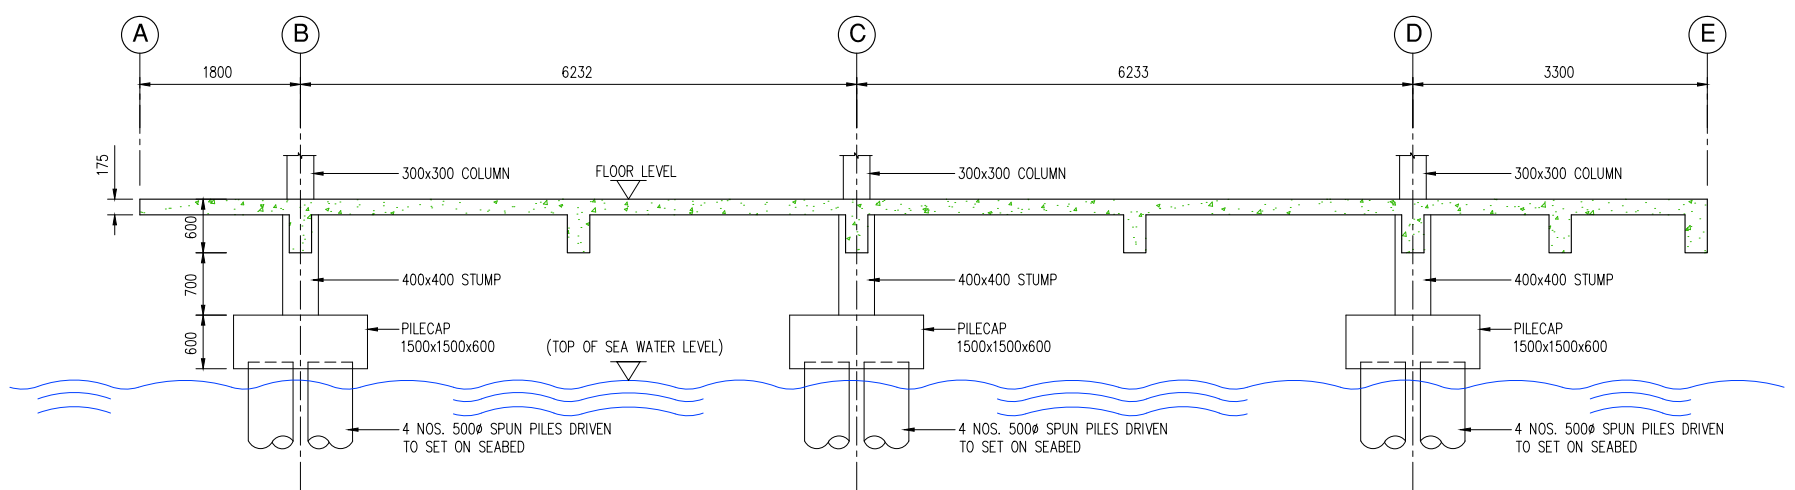 A B C D E
1800 6232 6233 3300
175
300x300 COLUMN FLOOR LEVEL 300x300 COLUMN 300x300 COLUMN
600
700
400x400 STUMP 400x400 STUMP 400x400 STUMP
600
PILECAP PILECAP PILECAP
1500x1500x600 (TOP OF SEA WATER LEVEL) 1500x1500x600 1500x1500x600
4 NOS. 500ø SPUN PILES DRIVEN 4 NOS. 500ø SPUN PILES DRIVEN 4 NOS. 500ø SPUN PILES DRIVEN
TO SET ON SEABED TO SET ON SEABED TO SET ON SEABED